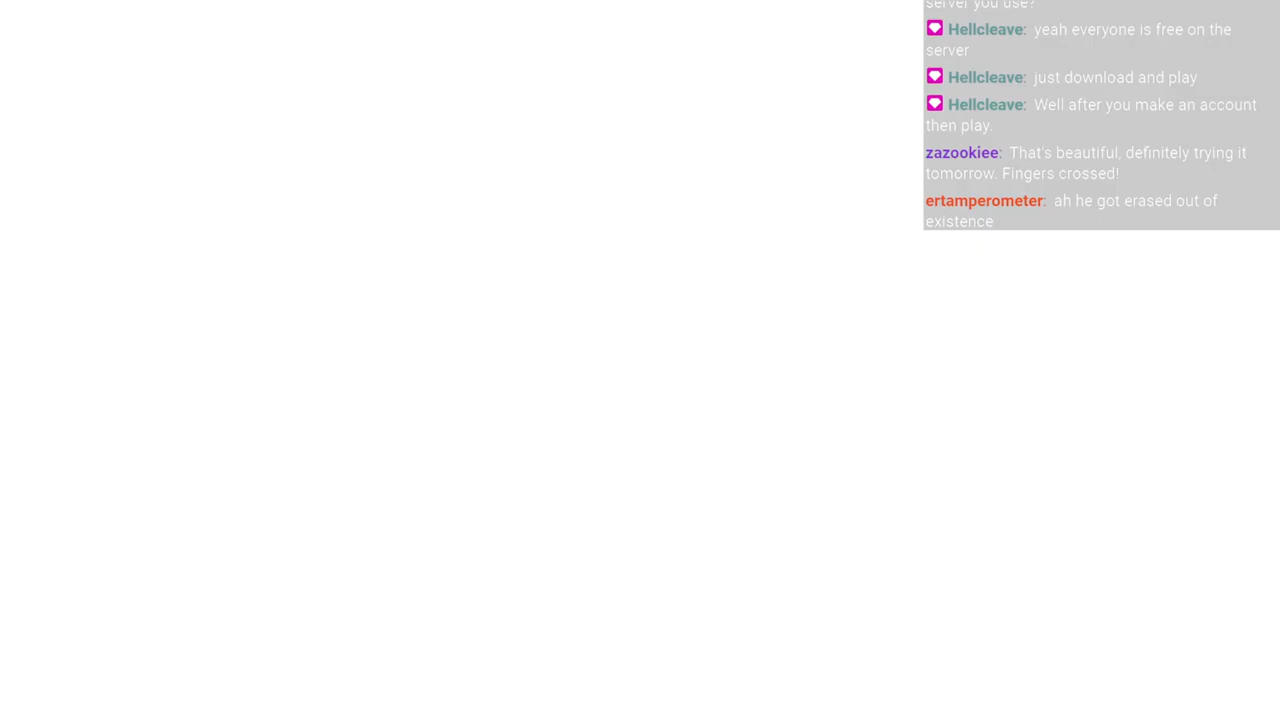 server you use?
Hellcleave: yeah everyone is free on the
server
Hellcleave: just download and play
Hellcleave: Well after you make an account
then play.
zazookiee: That's beautiful, definitely trying it
tomorrow. Fingers crossed!
ertamperometer: ah he got erased out of
existence